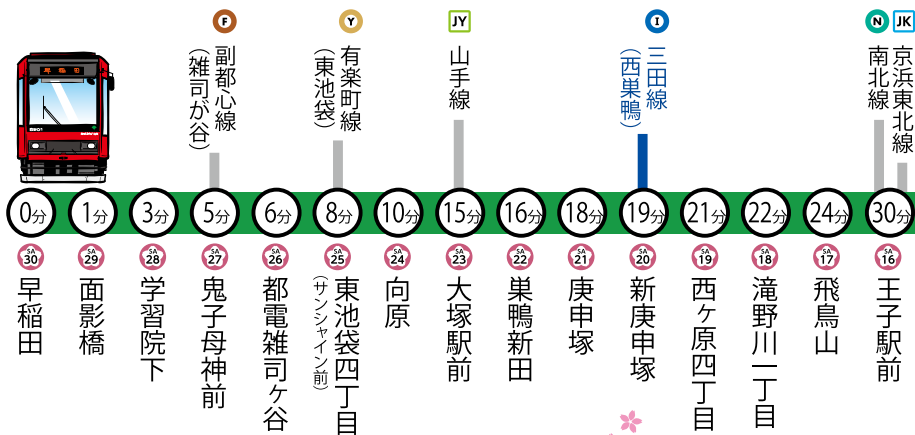 F
副都心線
(雑司が谷)
Y
有楽町線
(東池袋)
JY
山手線
I
三田線
(西巣鴨)
N
南北線
JK
京浜東北線
早稲田
0分
1分
3分
5分
6分
8分
10分
15分
16分
18分
19分
21分
22分
24分
30分
SA 30
SA 29
SA 28
SA 27
SA 26
SA 25
SA 24
SA 23
SA 22
SA 21
SA 20
SA 19
SA 18
SA 17
SA 16
早稲田
面影橋
学習院下
鬼子母神前
都電雑司ヶ谷
東池袋四丁目
(サンシャイン前)
向原
大塚駅前
巣鴨新田
庚申塚
新庚申塚
西ヶ原四丁目
滝野川一丁目
飛鳥山
王子駅前